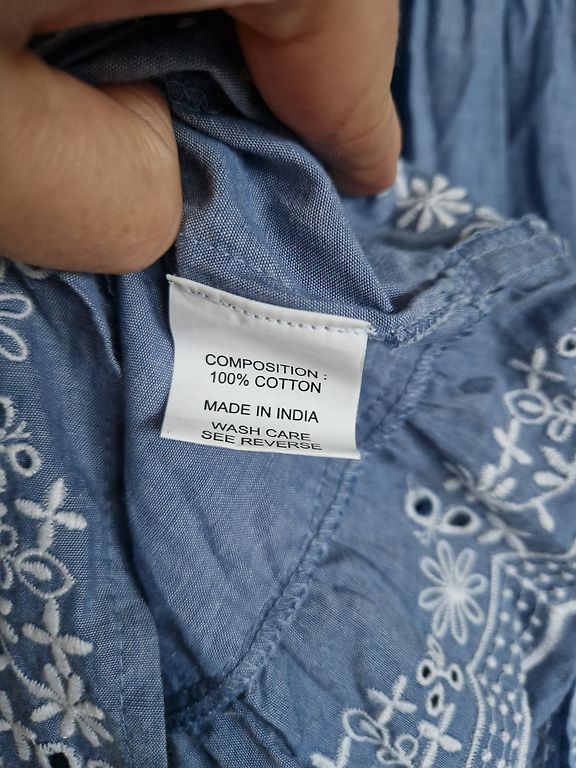 COMPOSITION :
100% COTTON
MADE IN INDIA
WASH CARE
SEE REVERSE